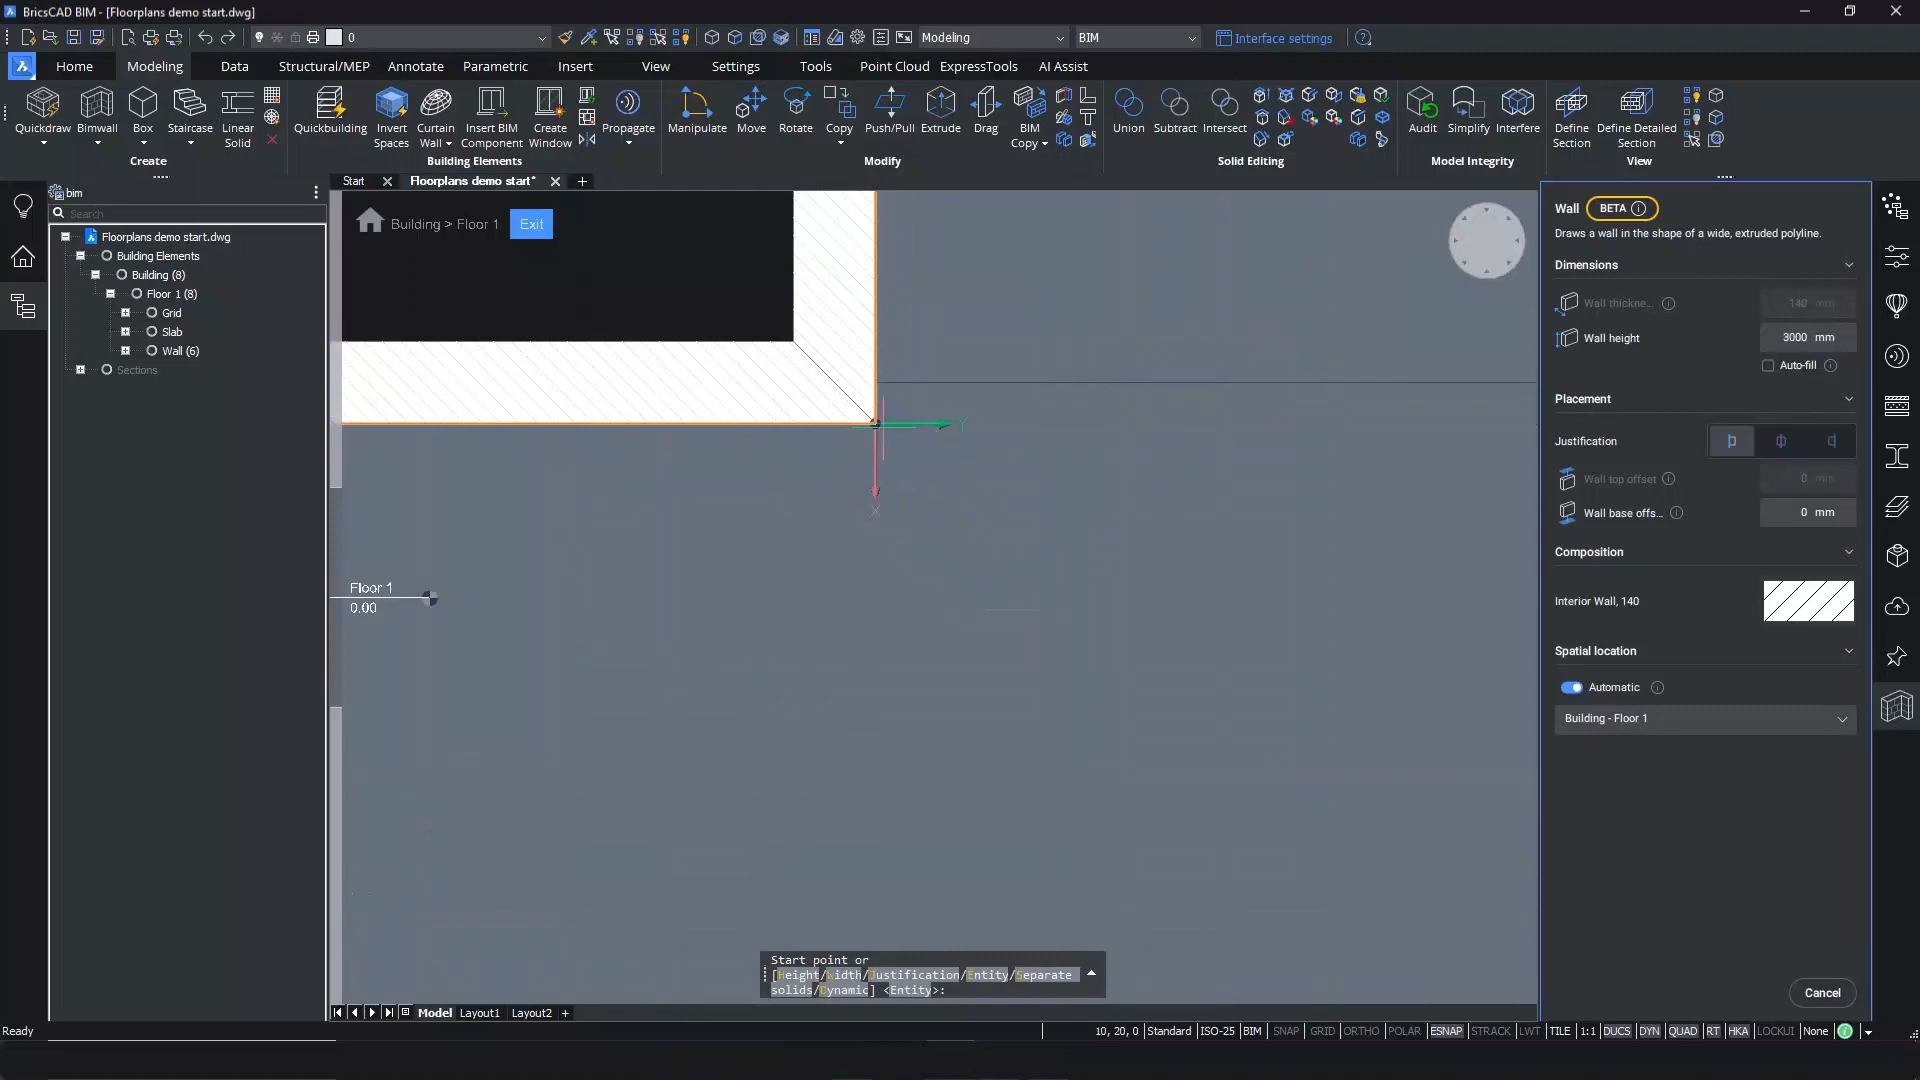 BricsCAD BIM - [Floorplans demo start.dwg]
0
Modeling
BIM
Interface settings
Home
Modeling
Data
Structural/MEP
Annotate
Parametric
Insert
View
Settings
Tools
Point Cloud
ExpressTools
AI Assist
Quickdraw
Bimwall
Box
Staircase
Linear
Solid
Create
Quickbuilding
Invert
Spaces
Curtain
Wall
Insert BIM
Component
Create
Window
Propagate
Building Elements
Manipulate
Move
Rotate
Copy
Push/Pull
Extrude
Drag
BIM
Copy
Modify
Union
Subtract
Intersect
Solid Editing
Audit
Simplify
Interfere
Model Integrity
Define
Section
Define Detailed
Section
View
bim
Search
Floorplans demo start.dwg
Building Elements
Building (8)
Floor 1 (8)
Grid
Slab
Wall (6)
Sections
Start
Floorplans demo start*
Building > Floor 1
Exit
Y
X
Floor 1
0.00
Start point or
[Height/Width/Justification/Entity/Separate
solids/Dynamic] <Entity>:
Wall
BETA
Draws a wall in the shape of a wide, extruded polyline.
Dimensions
Wall thickne...
140 mm
Wall height
3000 mm
Auto-fill
Placement
Justification
Wall top offset
0 mm
Wall base offs...
0 mm
Composition
Interior Wall, 140
Spatial location
Automatic
Building - Floor 1
Cancel
Model
Layout1
Layout2
+
Ready
10, 20, 0
Standard
ISO-25
BIM
SNAP
GRID
ORTHO
POLAR
ESNAP
STRACK
LWT
TILE
1:1
DUCS
DYN
QUAD
RT
HKA
LOCKUI
None